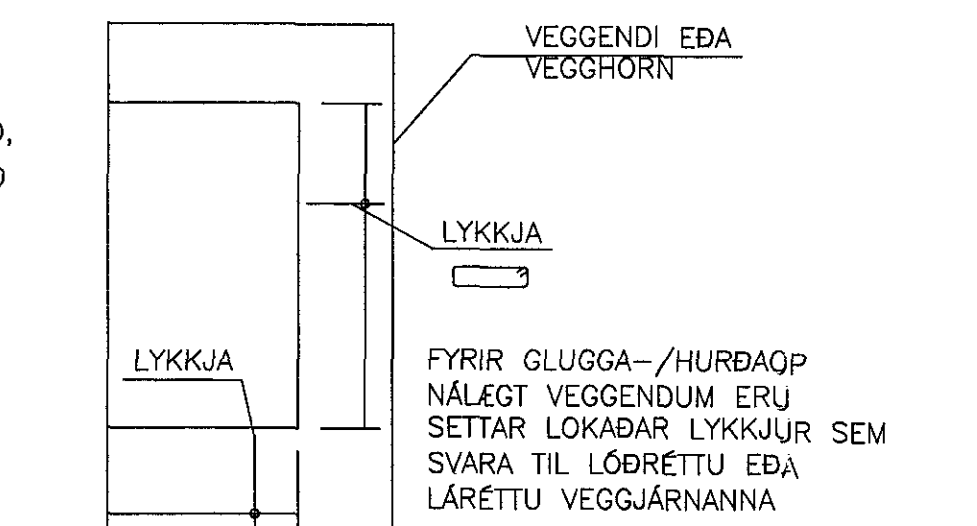 VEGGENDI EÐA
VEGGHORN
LYKKJA
LYKKJA
FYRIR GLUGGA-/HURÐAOP
NÁLÆGT VEGGENDUM ERU
SETTAR LOKAÐAR LYKKJUR SEM
SVARA TIL LÓÐRÉTTU EÐA
LÁRÉTTU VEGGJÁRNANNA